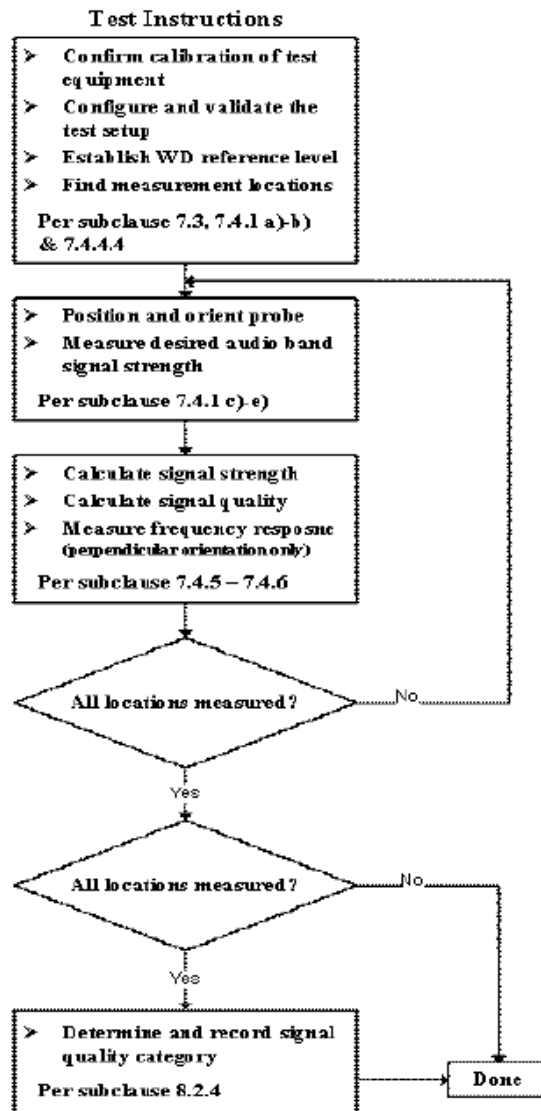 Test Instructions
➢ Confirm calibration of test
equipment
➢ Configure and validate the
test setup
➢ Establish WD reference level
➢ Find measurement locations
Per subclause 7.3, 7.4.1 a)-b)
& 7.4.4.4
➢ Position and orient probe
➢ Measure desired audio band
signal strength
Per subclause 7.4.1 c)-e)
➢ Calculate signal strength
➢ Calculate signal quality
➢ Measure frequency resposne
(perpendicular orientation only)
Per subclause 7.4.5 – 7.4.6
All locations measured?
No
Yes
All locations measured?
No
Yes
➢ Determine and record signal
quality category
Per subclause 8.2.4
Done